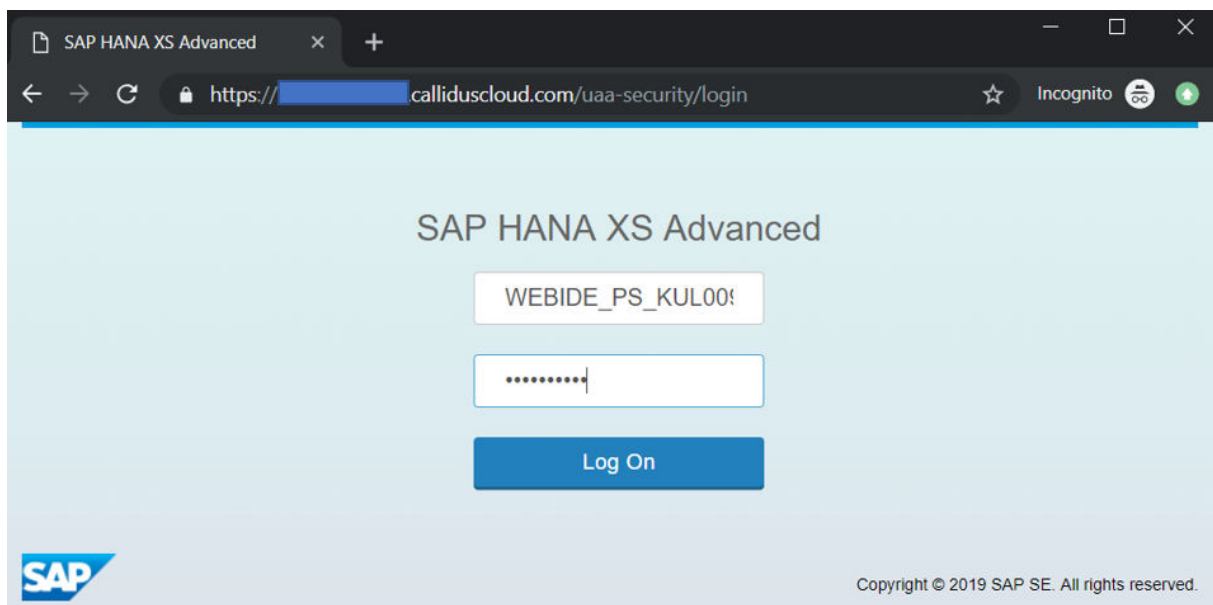 SAP HANA XS Advanced
https:// .calliduscloud.com/uaa-security/login Incognito
SAP HANA XS Advanced
WEBIDE_PS_KUL009
••••••••••
Log On
SAP
Copyright © 2019 SAP SE. All rights reserved.